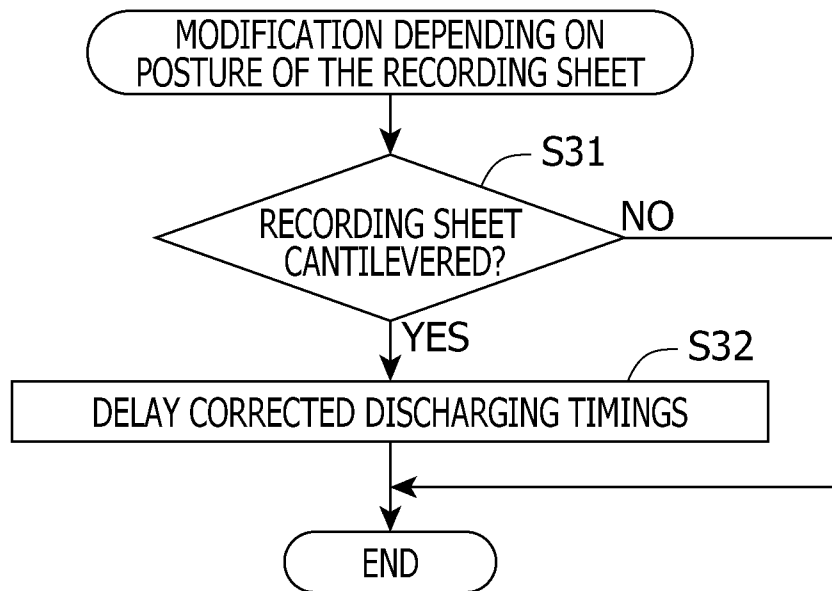 MODIFICATION DEPENDING ON
POSTURE OF THE RECORDING SHEET
S31
RECORDING SHEET
CANTILEVERED?
NO
YES
S32
DELAY CORRECTED DISCHARGING TIMINGS
END